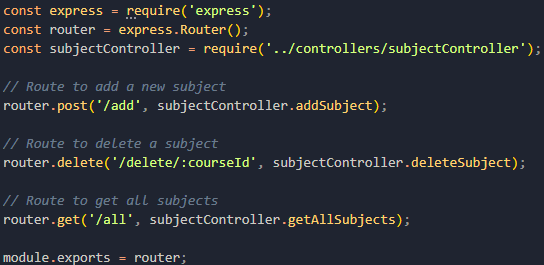 const express = require('express');
const router = express.Router();
const subjectController = require('../controllers/subjectController');
// Route to add a new subject
router.post('/add', subjectController.addSubject);
// Route to delete a subject
router.delete('/delete/:courseId', subjectController.deleteSubject);
// Route to get all subjects
router.get('/all', subjectController.getAllSubjects);
module.exports = router;